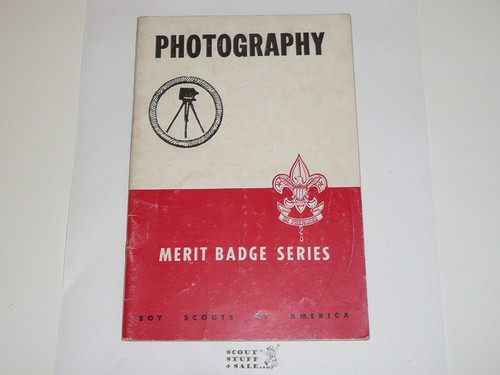 PHOTOGRAPHY
MERIT BADGE SERIES
BOY SCOUTS OF AMERICA
SCOUT
STUFF
4 SALE